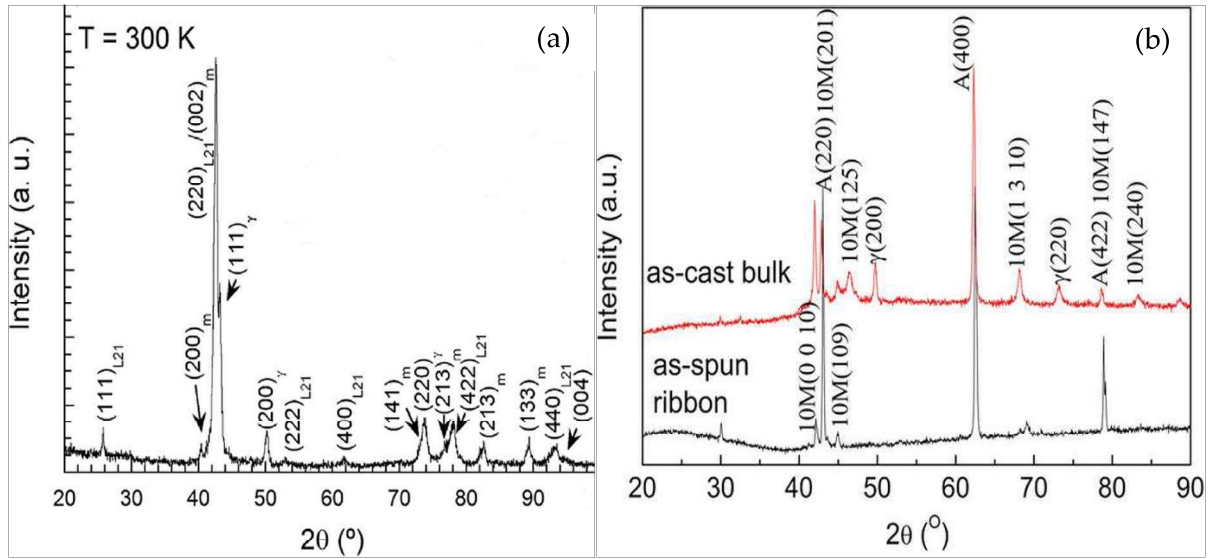 T = 300 K
(a)
Intensity (a. u.)
(111)L21
(200)m
(220)L21/(002)m
(111)γ
(200)γ
(222)L21
(400)L21
(141)m
(220)γ
(213)m
(422)L21
(213)m
(133)m
(440)L21
(004)
20 30 40 50 60 70 80 90
2θ (º)
(b)
Intensity (a.u.)
as-cast bulk
as-spun
ribbon
10M(0 0 10)
A(220) 10M(201)
10M(109)
10M(125)
γ(200)
A(400)
10M(1 3 10)
γ(220)
A(422) 10M(147)
10M(240)
20 30 40 50 60 70 80 90
2θ (O)